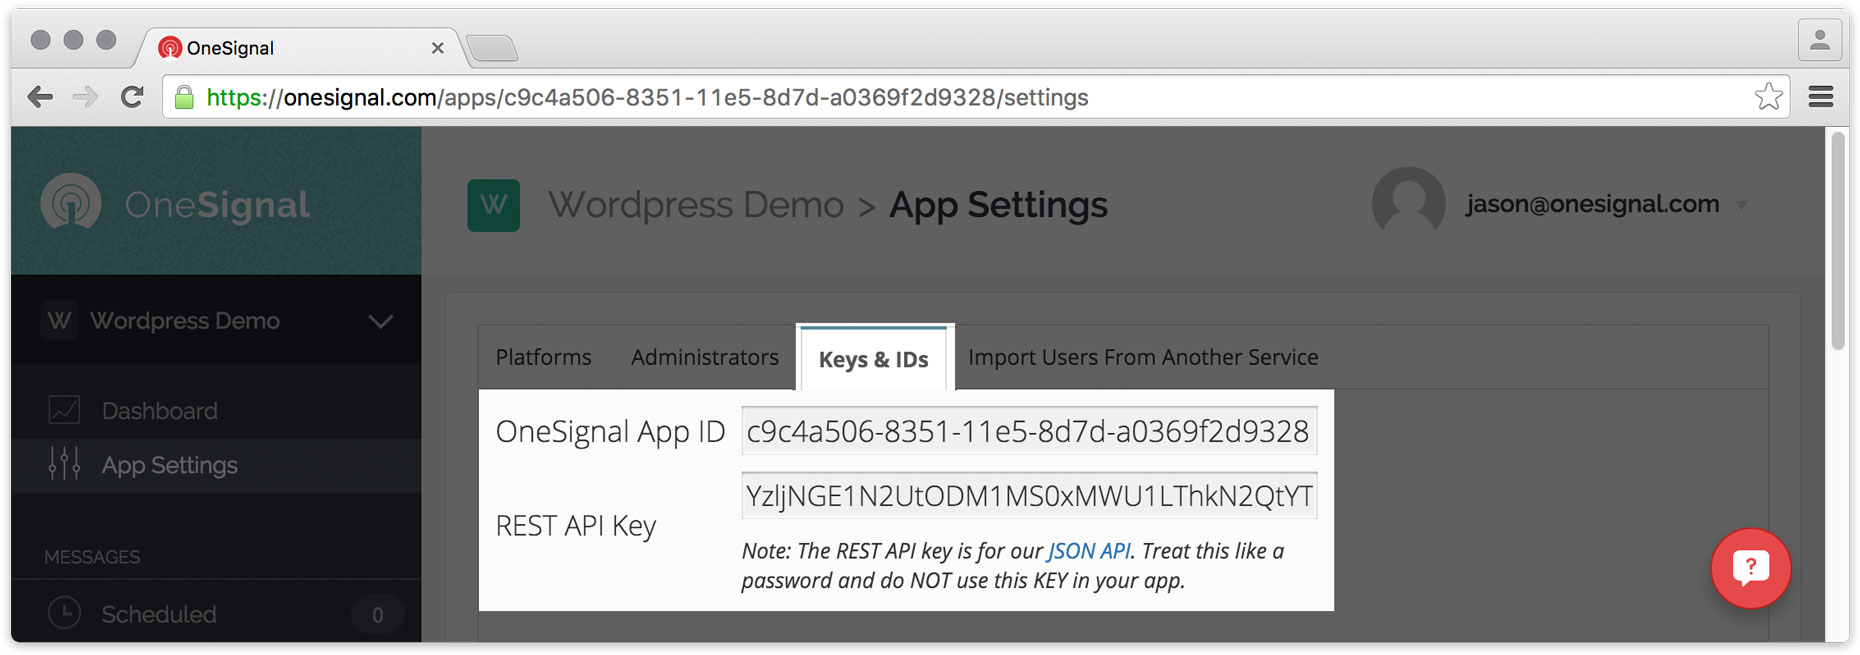 OneSignal
https://onesignal.com/apps/c9c4a506-8351-11e5-8d7d-a0369f2d9328/settings
OneSignal
W Wordpress Demo > App Settings
jason@onesignal.com
W Wordpress Demo
Platforms Administrators Keys & IDs Import Users From Another Service
Dashboard
OneSignal App ID c9c4a506-8351-11e5-8d7d-a0369f2d9328
App Settings
YzljNGE1N2UtODM1MS0xMWU1LThkN2QtYT
REST API Key
Note: The REST API key is for our JSON API. Treat this like a
password and do NOT use this KEY in your app.
MESSAGES
Scheduled 0
?